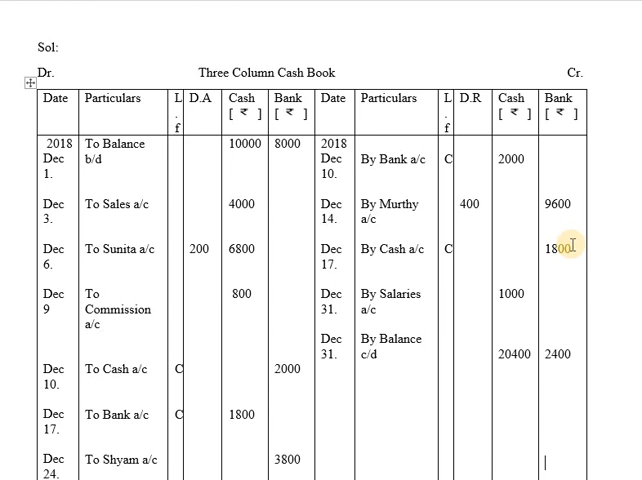 Sol:
Dr. Three Column Cash Book Cr.
Date Particulars L D.A Cash Bank Date Particulars L D.R Cash Bank
. [ ₹ ] [ ₹ ] . [ ₹ ] [ ₹ ]
f f
2018 To Balance 10000 8000 2018
Dec b/d Dec By Bank a/c C 2000
1. 10.
Dec To Sales a/c 4000 Dec By Murthy 400 9600
3. 14. a/c
Dec To Sunita a/c 200 6800 Dec By Cash a/c C 1800
6. 17.
Dec To 800 Dec By Salaries 1000
9 Commission 31. a/c
a/c
Dec By Balance
31. c/d 20400 2400
Dec To Cash a/c C 2000
10.
Dec To Bank a/c C 1800
17.
Dec To Shyam a/c 3800
24.